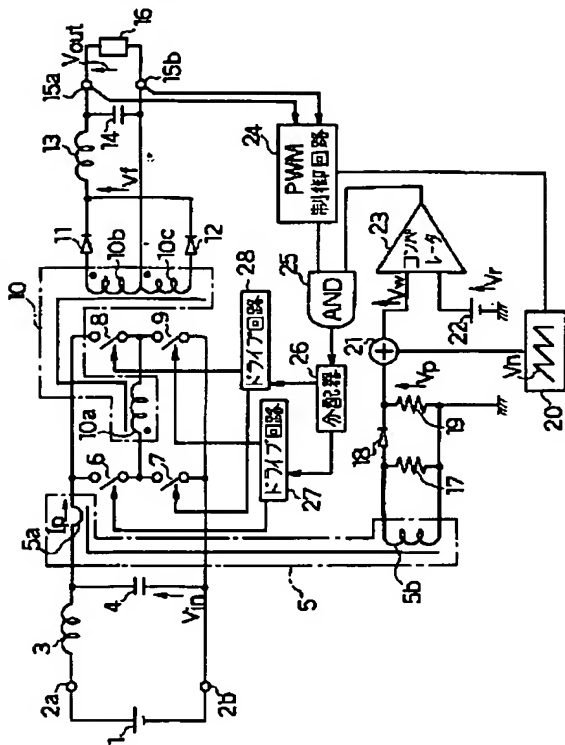 1
2a
2b
3
4
Vin
5
5a
Ip
5b
6
7
8
9
10
10a
10b
10c
11
12
Vf
13
14
15a
15b
Vout
16
17
18
19
Vp
20
Vn
21
Vw
22
Vr
23
コンパ
レータ
24
PWM
制御回路
25
AND
26
分配器
27
ドライブ回路
28
ドライブ回路